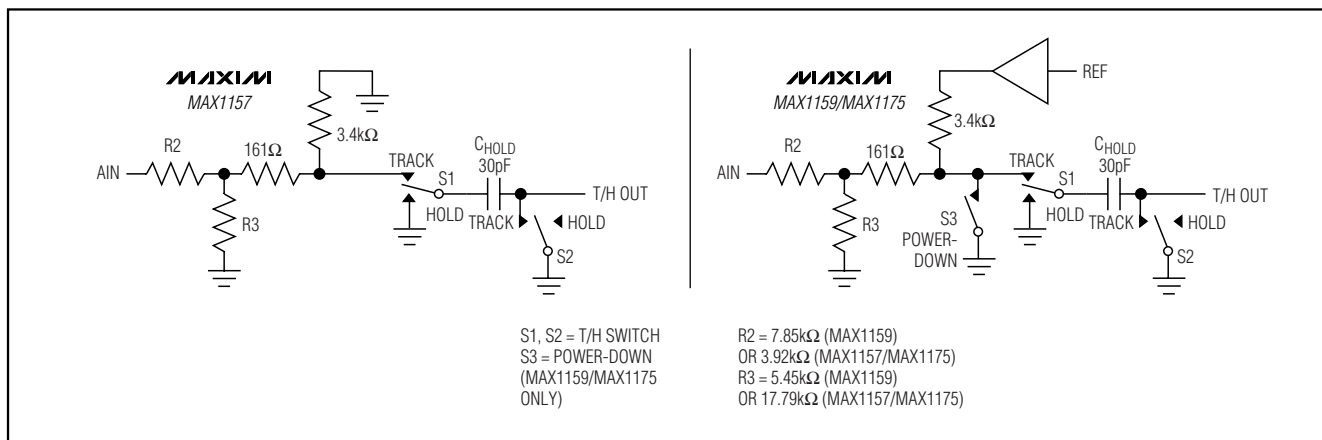 MAXIM
MAX1157
3.4kΩ
R2
161Ω
AIN
R3
TRACK
S1
HOLD
CHOLD
30pF
TRACK
HOLD
S2
T/H OUT
MAXIM
MAX1159/MAX1175
REF
3.4kΩ
R2
161Ω
AIN
R3
S3
POWER-
DOWN
TRACK
S1
HOLD
CHOLD
30pF
TRACK
HOLD
S2
T/H OUT
S1, S2 = T/H SWITCH
S3 = POWER-DOWN
(MAX1159/MAX1175
ONLY)
R2 = 7.85kΩ (MAX1159)
OR 3.92kΩ (MAX1157/MAX1175)
R3 = 5.45kΩ (MAX1159)
OR 17.79kΩ (MAX1157/MAX1175)